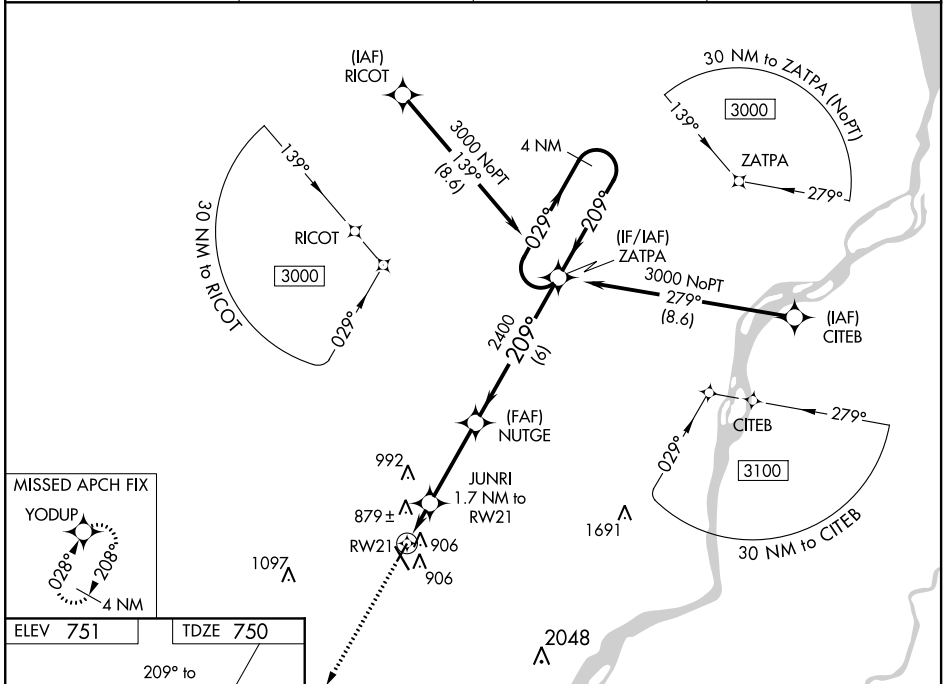 (IAF)
RICOT
3000 NoPT
139°
(8.6)
4 NM
029°
209°
30 NM to ZATPA (NoPT)
3000
139°
ZATPA
279°
139°
RICOT
30 NM to RICOT
3000
029°
(IF/IAF)
ZATPA
3000 NoPT
279°
(8.6)
(IAF)
CITEB
2400
209°
(6)
(FAF)
NUTGE
CITEB
279°
029°
3100
30 NM to CITEB
992
JUNRI
1.7 NM to
RW21
879±
1691
RW21
906
906
1097
2048
MISSED APCH FIX
YODUP
028°
208°
4 NM
ELEV 751
TDZE 750
209° to